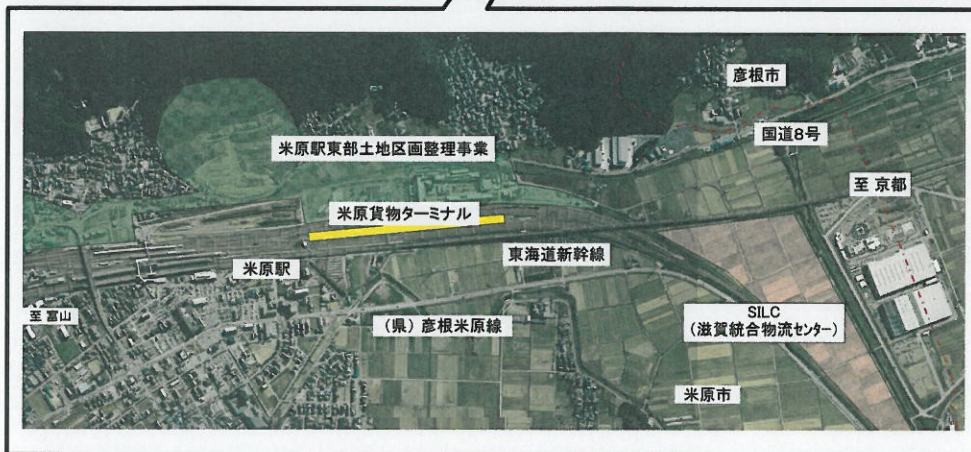 彦根市
国道8号
米原駅東部土地区画整理事業
至 京都
米原貨物ターミナル
東海道新幹線
米原駅
至 富山
(県)彦根米原線
SILC
(滋賀統合物流センター)
米原市